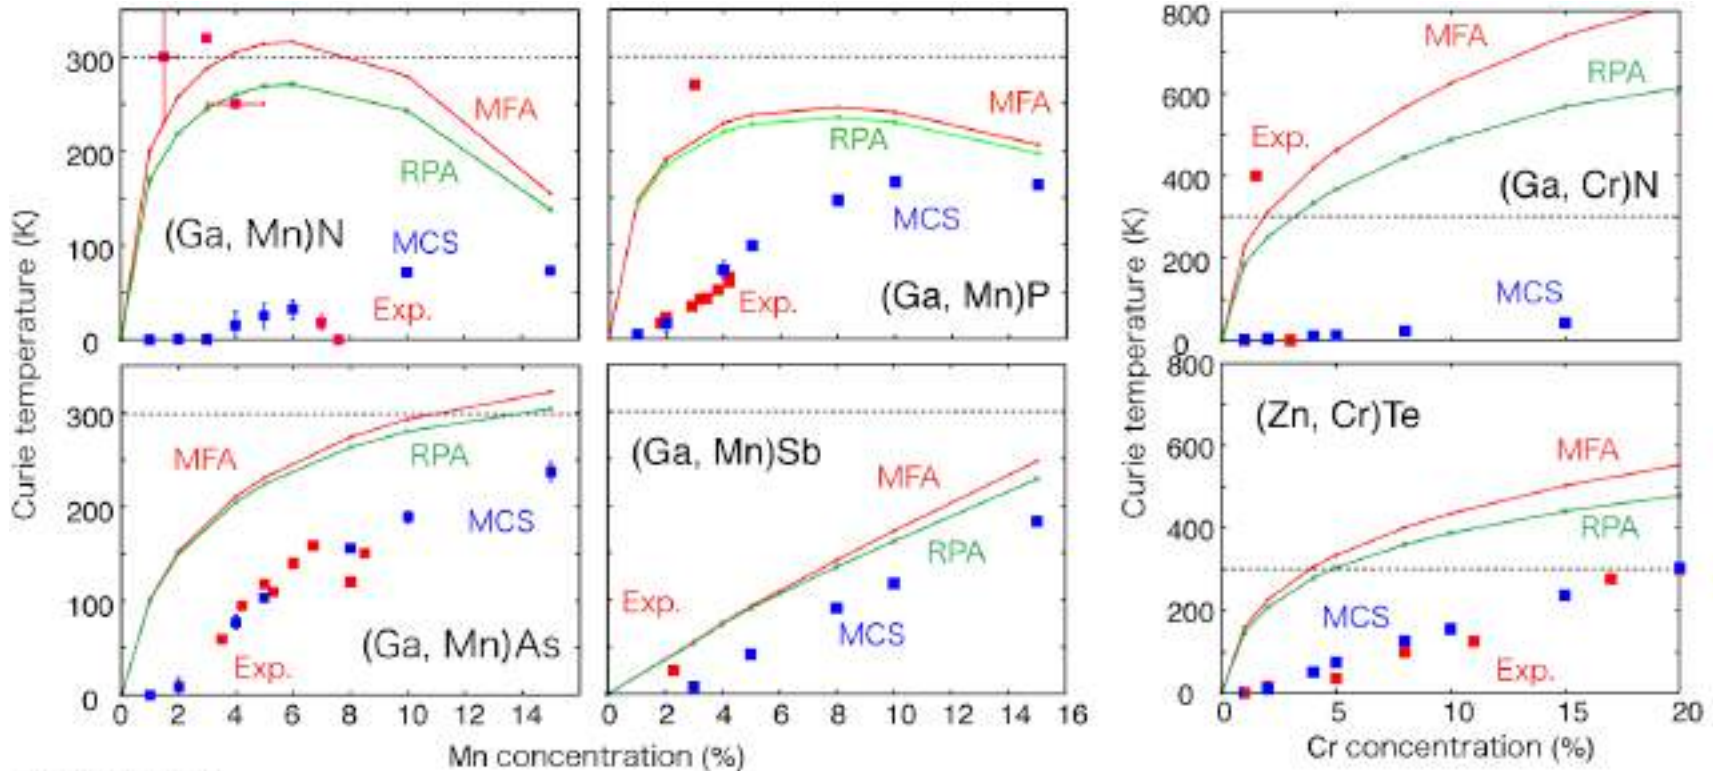 300
200
100
0
MFA
RPA
(Ga, Mn)N
MCS
Exp.
MFA
RPA
MCS
Exp.
(Ga, Mn)P
800
600
400
200
0
MFA
RPA
Exp.
(Ga, Cr)N
MCS
Curie temperature (K)
300
200
100
0
MFA
RPA
MCS
(Ga, Mn)As
Exp.
0 2 4 6 8 10 12 14
(Ga, Mn)Sb
MFA
RPA
Exp.
MCS
0 2 4 6 8 10 12 14 16
Mn concentration (%)
Curie temperature (K)
800
600
400
200
0
(Zn, Cr)Te
MFA
RPA
MCS
Exp.
0 5 10 15 20
Cr concentration (%)